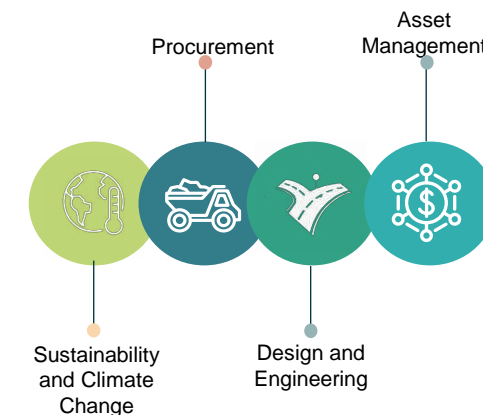 Procurement
Asset
Management
$
Sustainability
and Climate
Change
Design and
Engineering